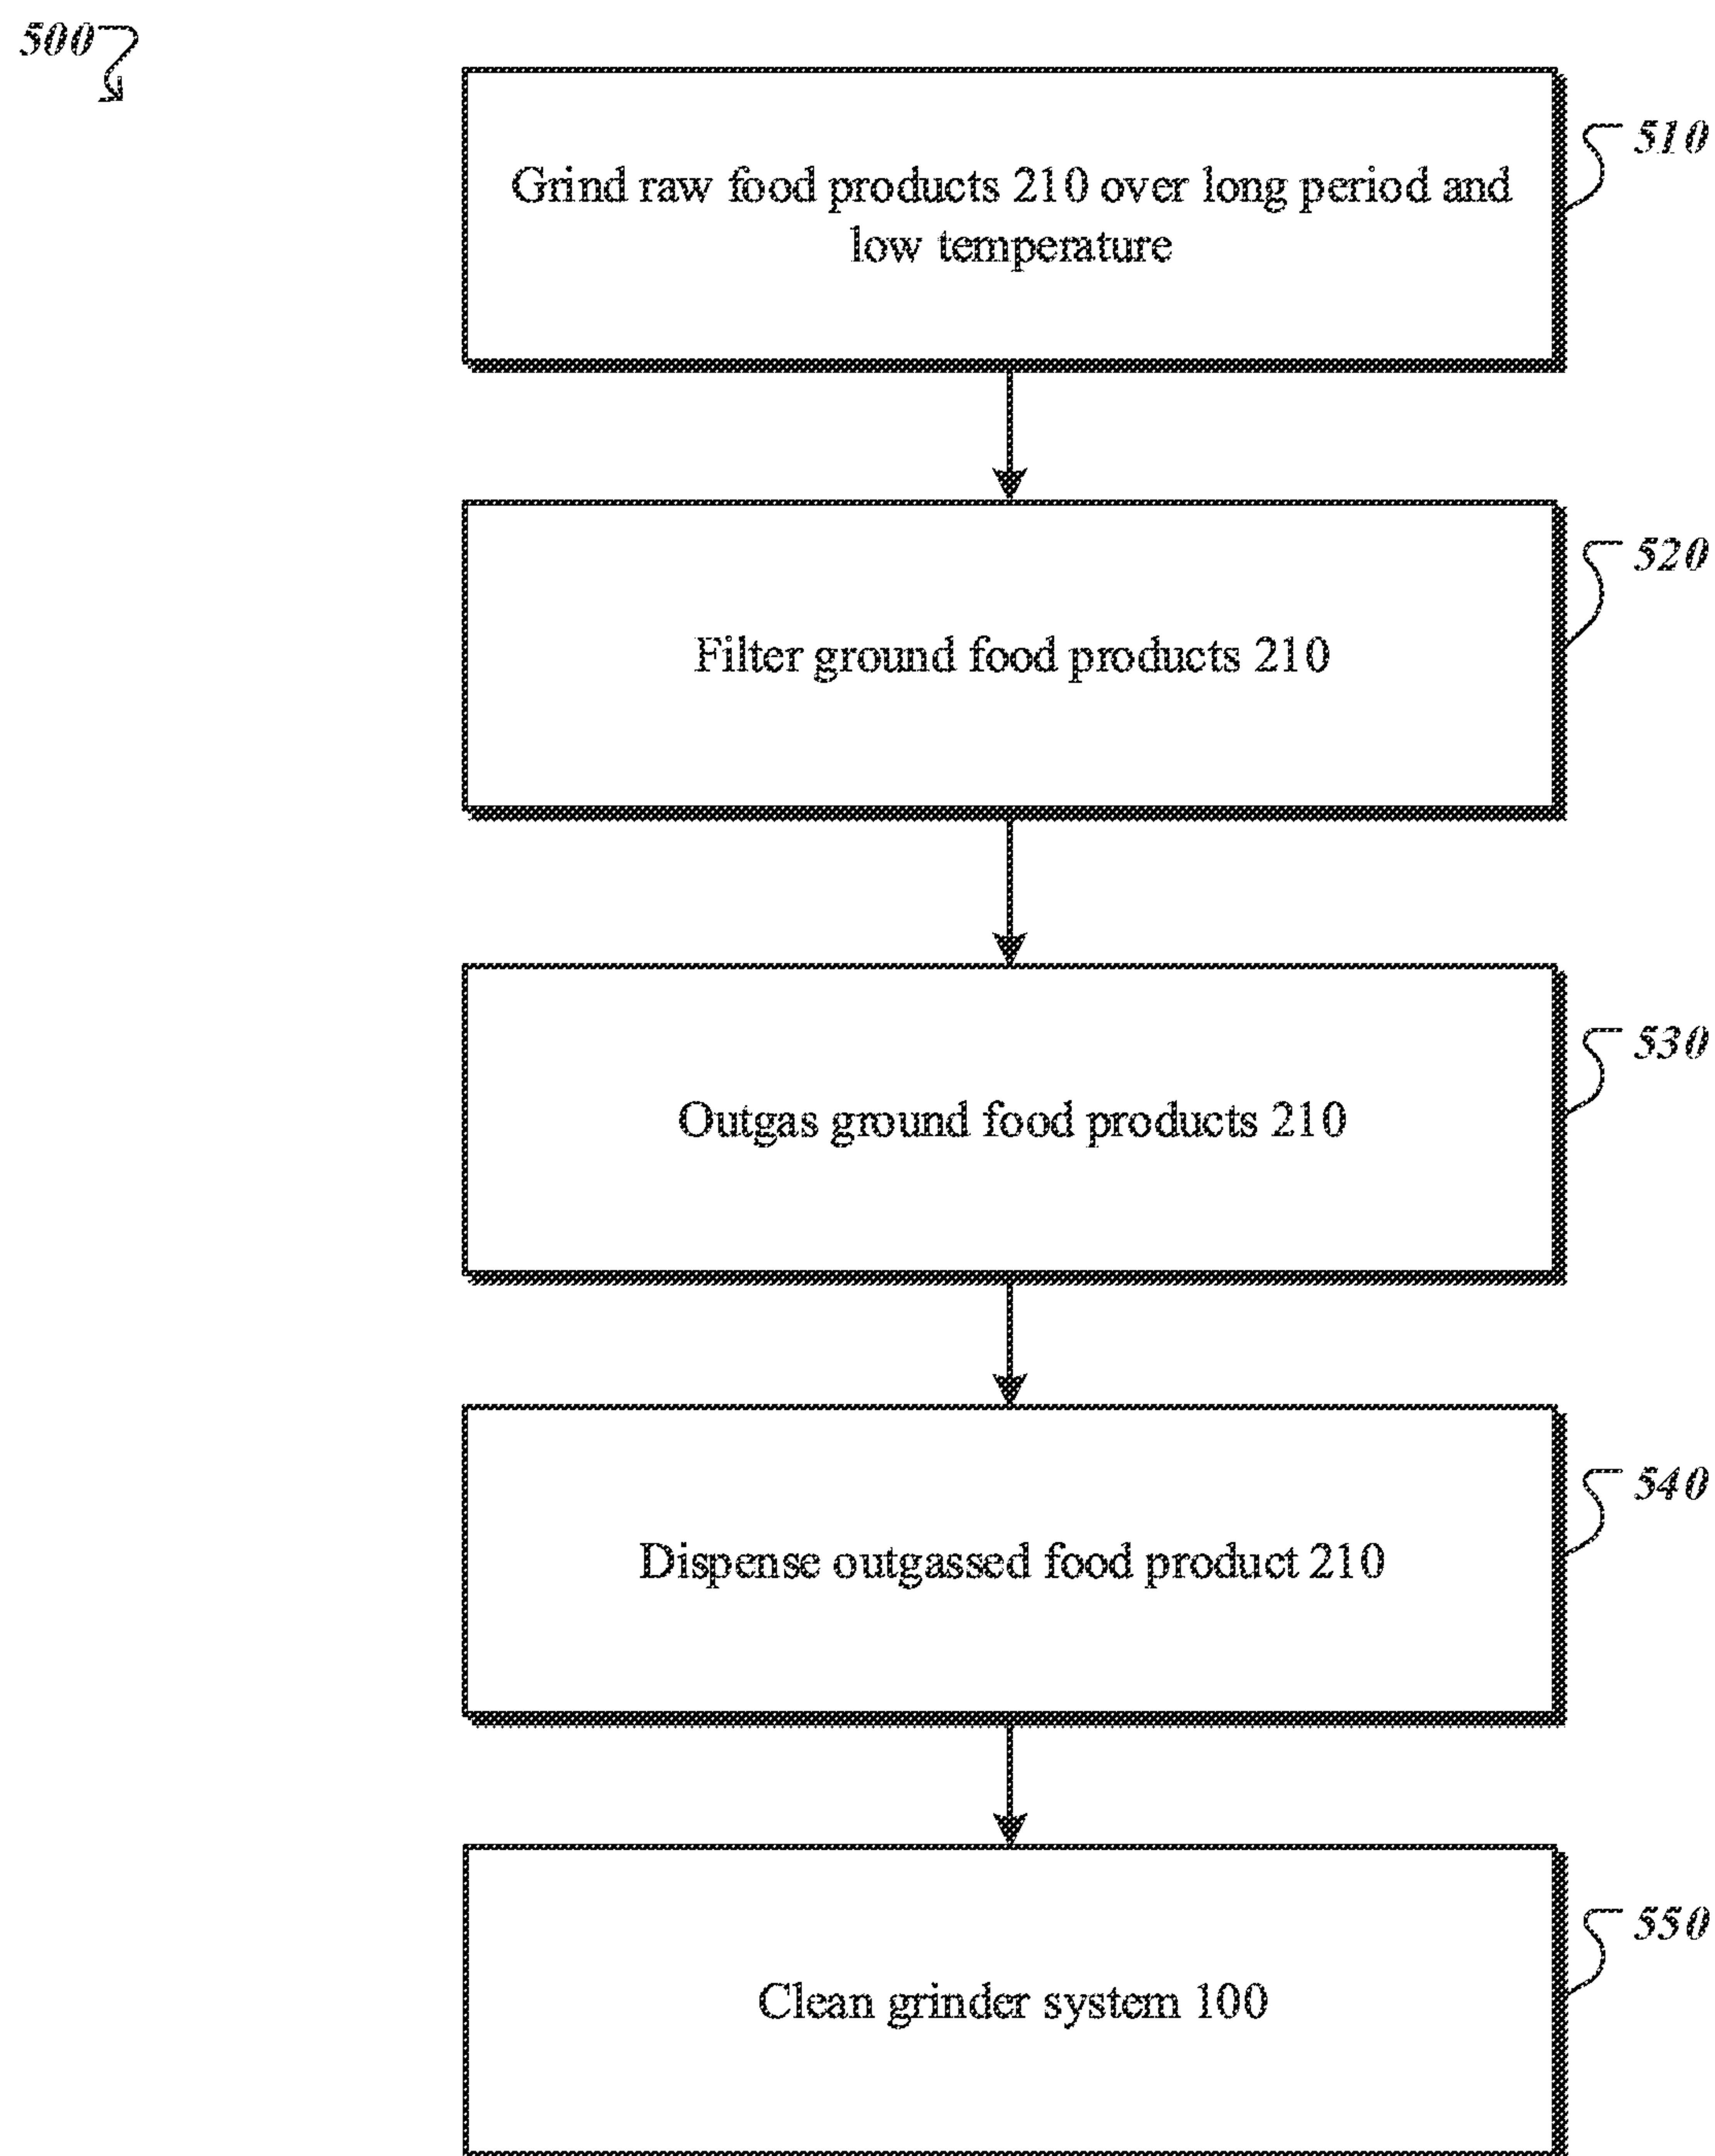 500
Grind raw food products 210 over long period and
low temperature
510
Filter ground food products 210
520
Outgas ground food products 210
530
Dispense outgassed food product 210
540
Clean grinder system 100
550